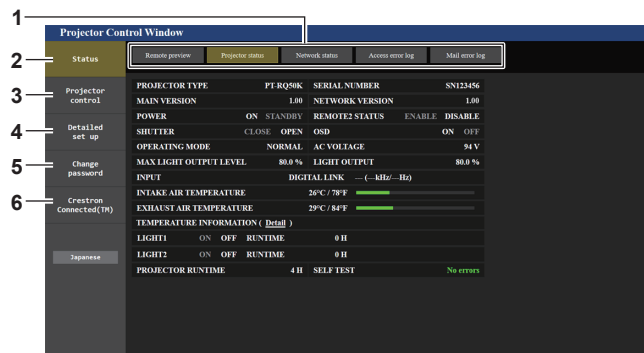 1
Projector Control Window
2
Status
Remote preview Projector status Network status Access error log Mail error log
3
Projector
control
4
Detailed
set up
5
Change
password
6
Crestron
Connected(TM)
Japanese
PROJECTOR TYPE PT-RQ50K SERIAL NUMBER SN123456
MAIN VERSION 1.00 NETWORK VERSION 1.00
POWER ON STANDBY REMOTE2 STATUS ENABLE DISABLE
SHUTTER CLOSE OPEN OSD ON OFF
OPERATING MODE NORMAL AC VOLTAGE 94 V
MAX LIGHT OUTPUT LEVEL 80.0 % LIGHT OUTPUT 80.0 %
INPUT DIGITAL LINK — (—kHz/—Hz)
INTAKE AIR TEMPERATURE 26°C / 78°F
EXHAUST AIR TEMPERATURE 29°C / 84°F
TEMPERATURE INFORMATION ( Detail )
LIGHT1 ON OFF RUNTIME 0 H
LIGHT2 ON OFF RUNTIME 0 H
PROJECTOR RUNTIME 4 H SELF TEST No errors